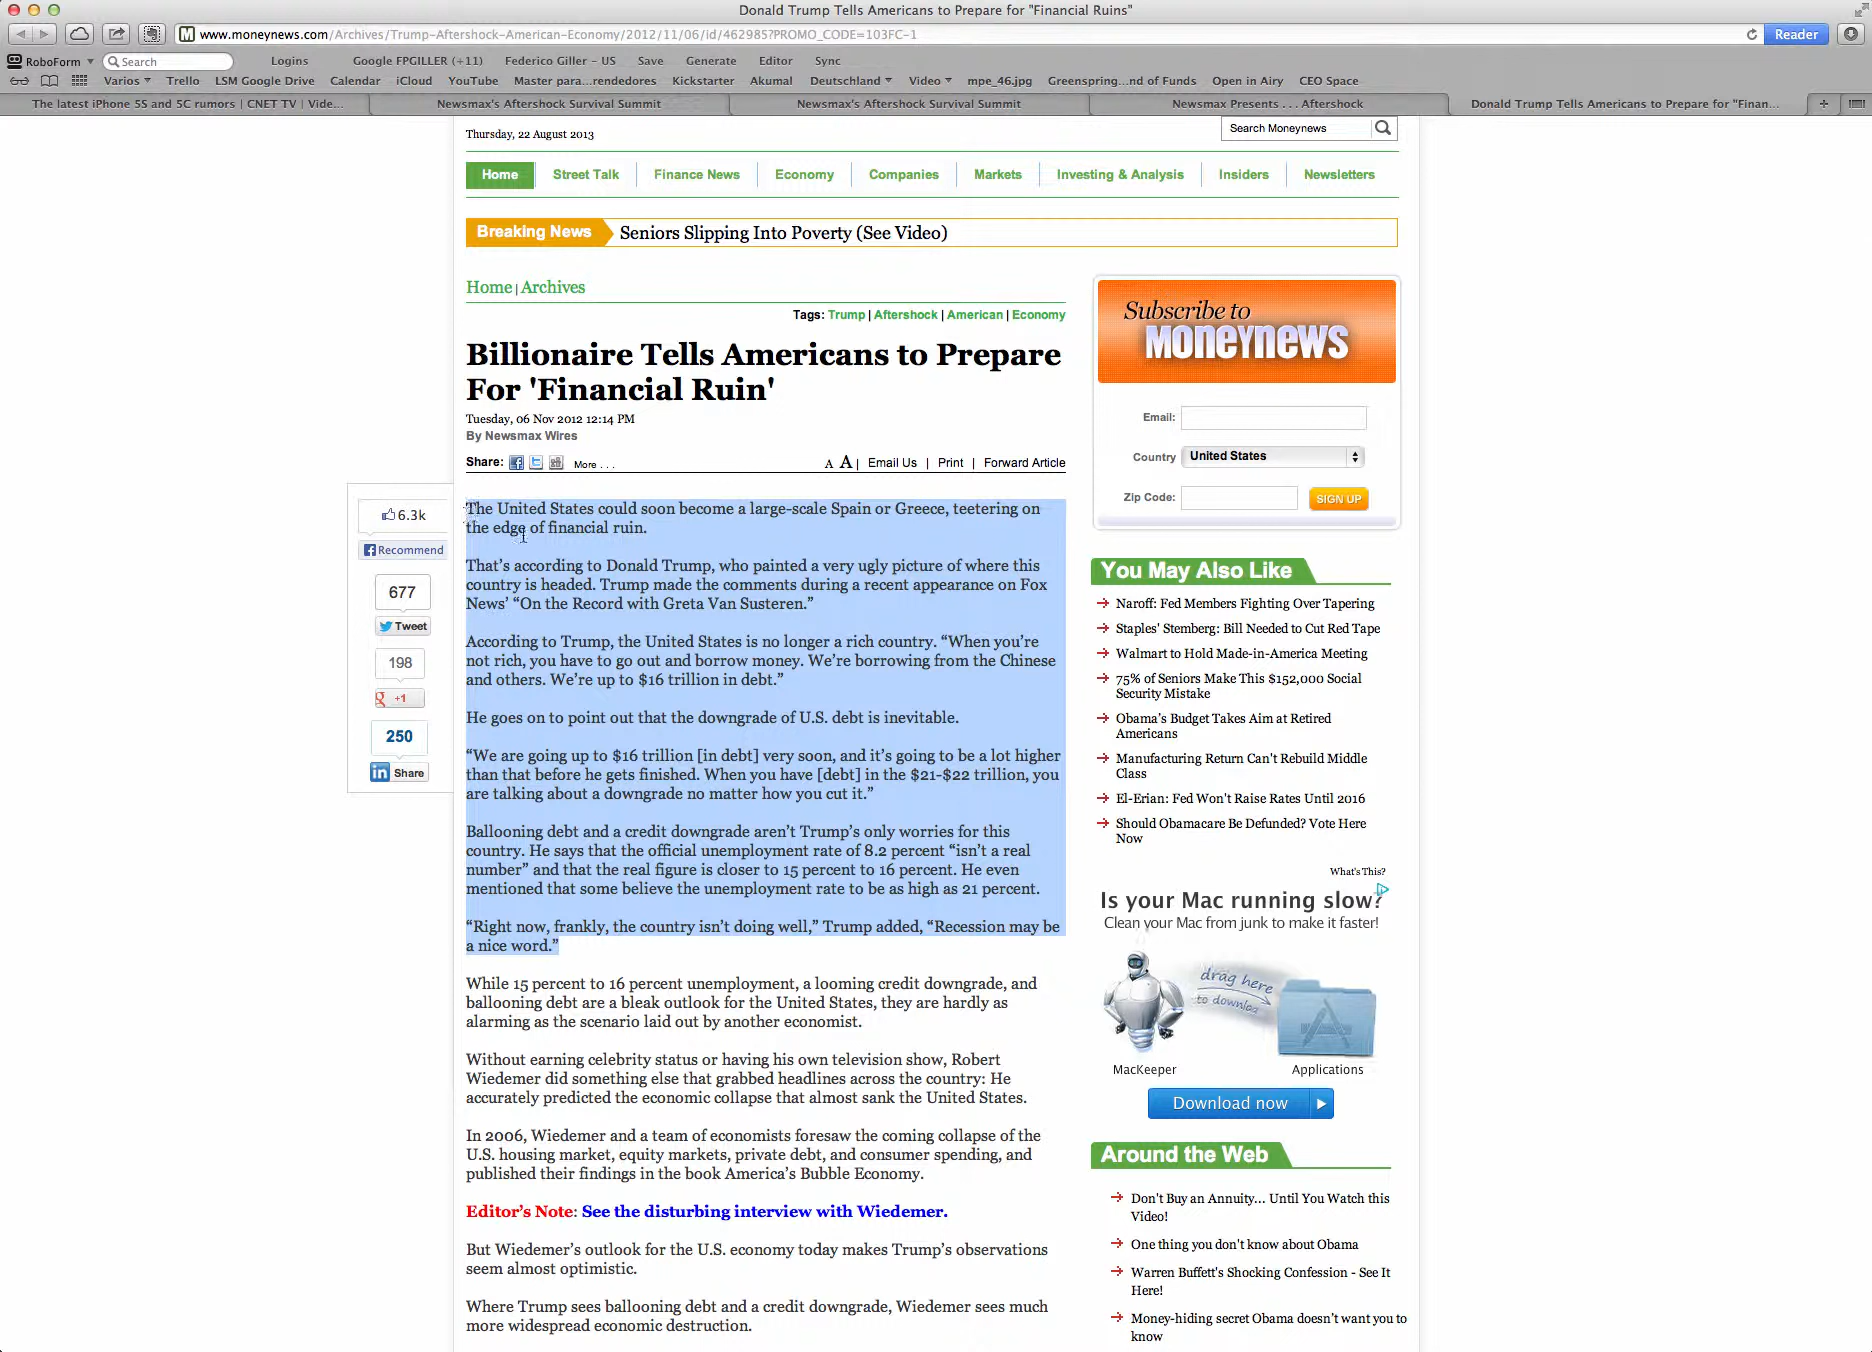 Donald Trump Tells Americans to Prepare for "Financial Ruins"
www.moneynews.com/Archives/Trump-Aftershock-American-Economy/2012/11/06/id/462985?PROMO_CODE=103FC-1
Reader
RoboForm
Search
Logins
Google FPGILLER (+11)
Federico Giller - US
Save
Generate
Editor
Sync
Varios
Trello
LSM Google Drive
Calendar
iCloud
YouTube
Master para...rendedores
Kickstarter
Akumal
Deutschland
Video
mpe_46.jpg
Greenspring...nd of Funds
Open in Airy
CEO Space
The latest iPhone 5S and 5C rumors | CNET TV | Vide...
Newsmax's Aftershock Survival Summit
Newsmax's Aftershock Survival Summit
Newsmax Presents . . . Aftershock
Donald Trump Tells Americans to Prepare for "Finan...
Thursday, 22 August 2013
Search Moneynews
Home
Street Talk
Finance News
Economy
Companies
Markets
Investing & Analysis
Insiders
Newsletters
Breaking News
Seniors Slipping Into Poverty (See Video)
Home | Archives
Tags: Trump | Aftershock | American | Economy
Billionaire Tells Americans to Prepare
For 'Financial Ruin'
Tuesday, 06 Nov 2012 12:14 PM
By Newsmax Wires
Share:
More . . .
A A | Email Us | Print | Forward Article
6.3k
Recommend
677
Tweet
198
g +1
250
in Share
The United States could soon become a large-scale Spain or Greece, teetering on
the edge of financial ruin.
That’s according to Donald Trump, who painted a very ugly picture of where this
country is headed. Trump made the comments during a recent appearance on Fox
News’ “On the Record with Greta Van Susteren.”
According to Trump, the United States is no longer a rich country. “When you’re
not rich, you have to go out and borrow money. We’re borrowing from the Chinese
and others. We’re up to $16 trillion in debt.”
He goes on to point out that the downgrade of U.S. debt is inevitable.
“We are going up to $16 trillion [in debt] very soon, and it’s going to be a lot higher
than that before he gets finished. When you have [debt] in the $21-$22 trillion, you
are talking about a downgrade no matter how you cut it.”
Ballooning debt and a credit downgrade aren’t Trump’s only worries for this
country. He says that the official unemployment rate of 8.2 percent “isn’t a real
number” and that the real figure is closer to 15 percent to 16 percent. He even
mentioned that some believe the unemployment rate to be as high as 21 percent.
“Right now, frankly, the country isn’t doing well,” Trump added, “Recession may be
a nice word.”
While 15 percent to 16 percent unemployment, a looming credit downgrade, and
ballooning debt are a bleak outlook for the United States, they are hardly as
alarming as the scenario laid out by another economist.
Without earning celebrity status or having his own television show, Robert
Wiedemer did something else that grabbed headlines across the country: He
accurately predicted the economic collapse that almost sank the United States.
In 2006, Wiedemer and a team of economists foresaw the coming collapse of the
U.S. housing market, equity markets, private debt, and consumer spending, and
published their findings in the book America’s Bubble Economy.
Editor’s Note: See the disturbing interview with Wiedemer.
But Wiedemer’s outlook for the U.S. economy today makes Trump’s observations
seem almost optimistic.
Where Trump sees ballooning debt and a credit downgrade, Wiedemer sees much
more widespread economic destruction.
Subscribe to
Moneynews
Email:
Country
United States
Zip Code:
SIGN UP
You May Also Like
Naroff: Fed Members Fighting Over Tapering
Staples' Stemberg: Bill Needed to Cut Red Tape
Walmart to Hold Made-in-America Meeting
75% of Seniors Make This $152,000 Social
Security Mistake
Obama’s Budget Takes Aim at Retired
Americans
Manufacturing Return Can't Rebuild Middle
Class
El-Erian: Fed Won't Raise Rates Until 2016
Should Obamacare Be Defunded? Vote Here
Now
What's This?
Is your Mac running slow?
Clean your Mac from junk to make it faster!
drag here
to download
MacKeeper
Applications
Download now
Around the Web
Don't Buy an Annuity... Until You Watch this
Video!
One thing you don't know about Obama
Warren Buffett's Shocking Confession - See It
Here!
Money-hiding secret Obama doesn't want you to
know